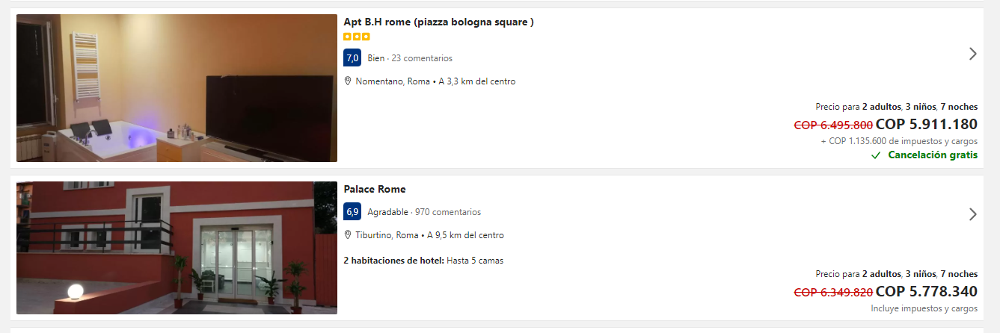 Apt B.H rome (piazza bologna square )
7,0 Bien · 23 comentarios
Nomentano, Roma • A 3,3 km del centro
Precio para 2 adultos, 3 niños, 7 noches
COP 6.495.800 COP 5.911.180
+ COP 1.135.600 de impuestos y cargos
Cancelación gratis
Palace Rome
6,9 Agradable · 970 comentarios
Tiburtino, Roma • A 9,5 km del centro
2 habitaciones de hotel: Hasta 5 camas
Precio para 2 adultos, 3 niños, 7 noches
COP 6.349.820 COP 5.778.340
Incluye impuestos y cargos